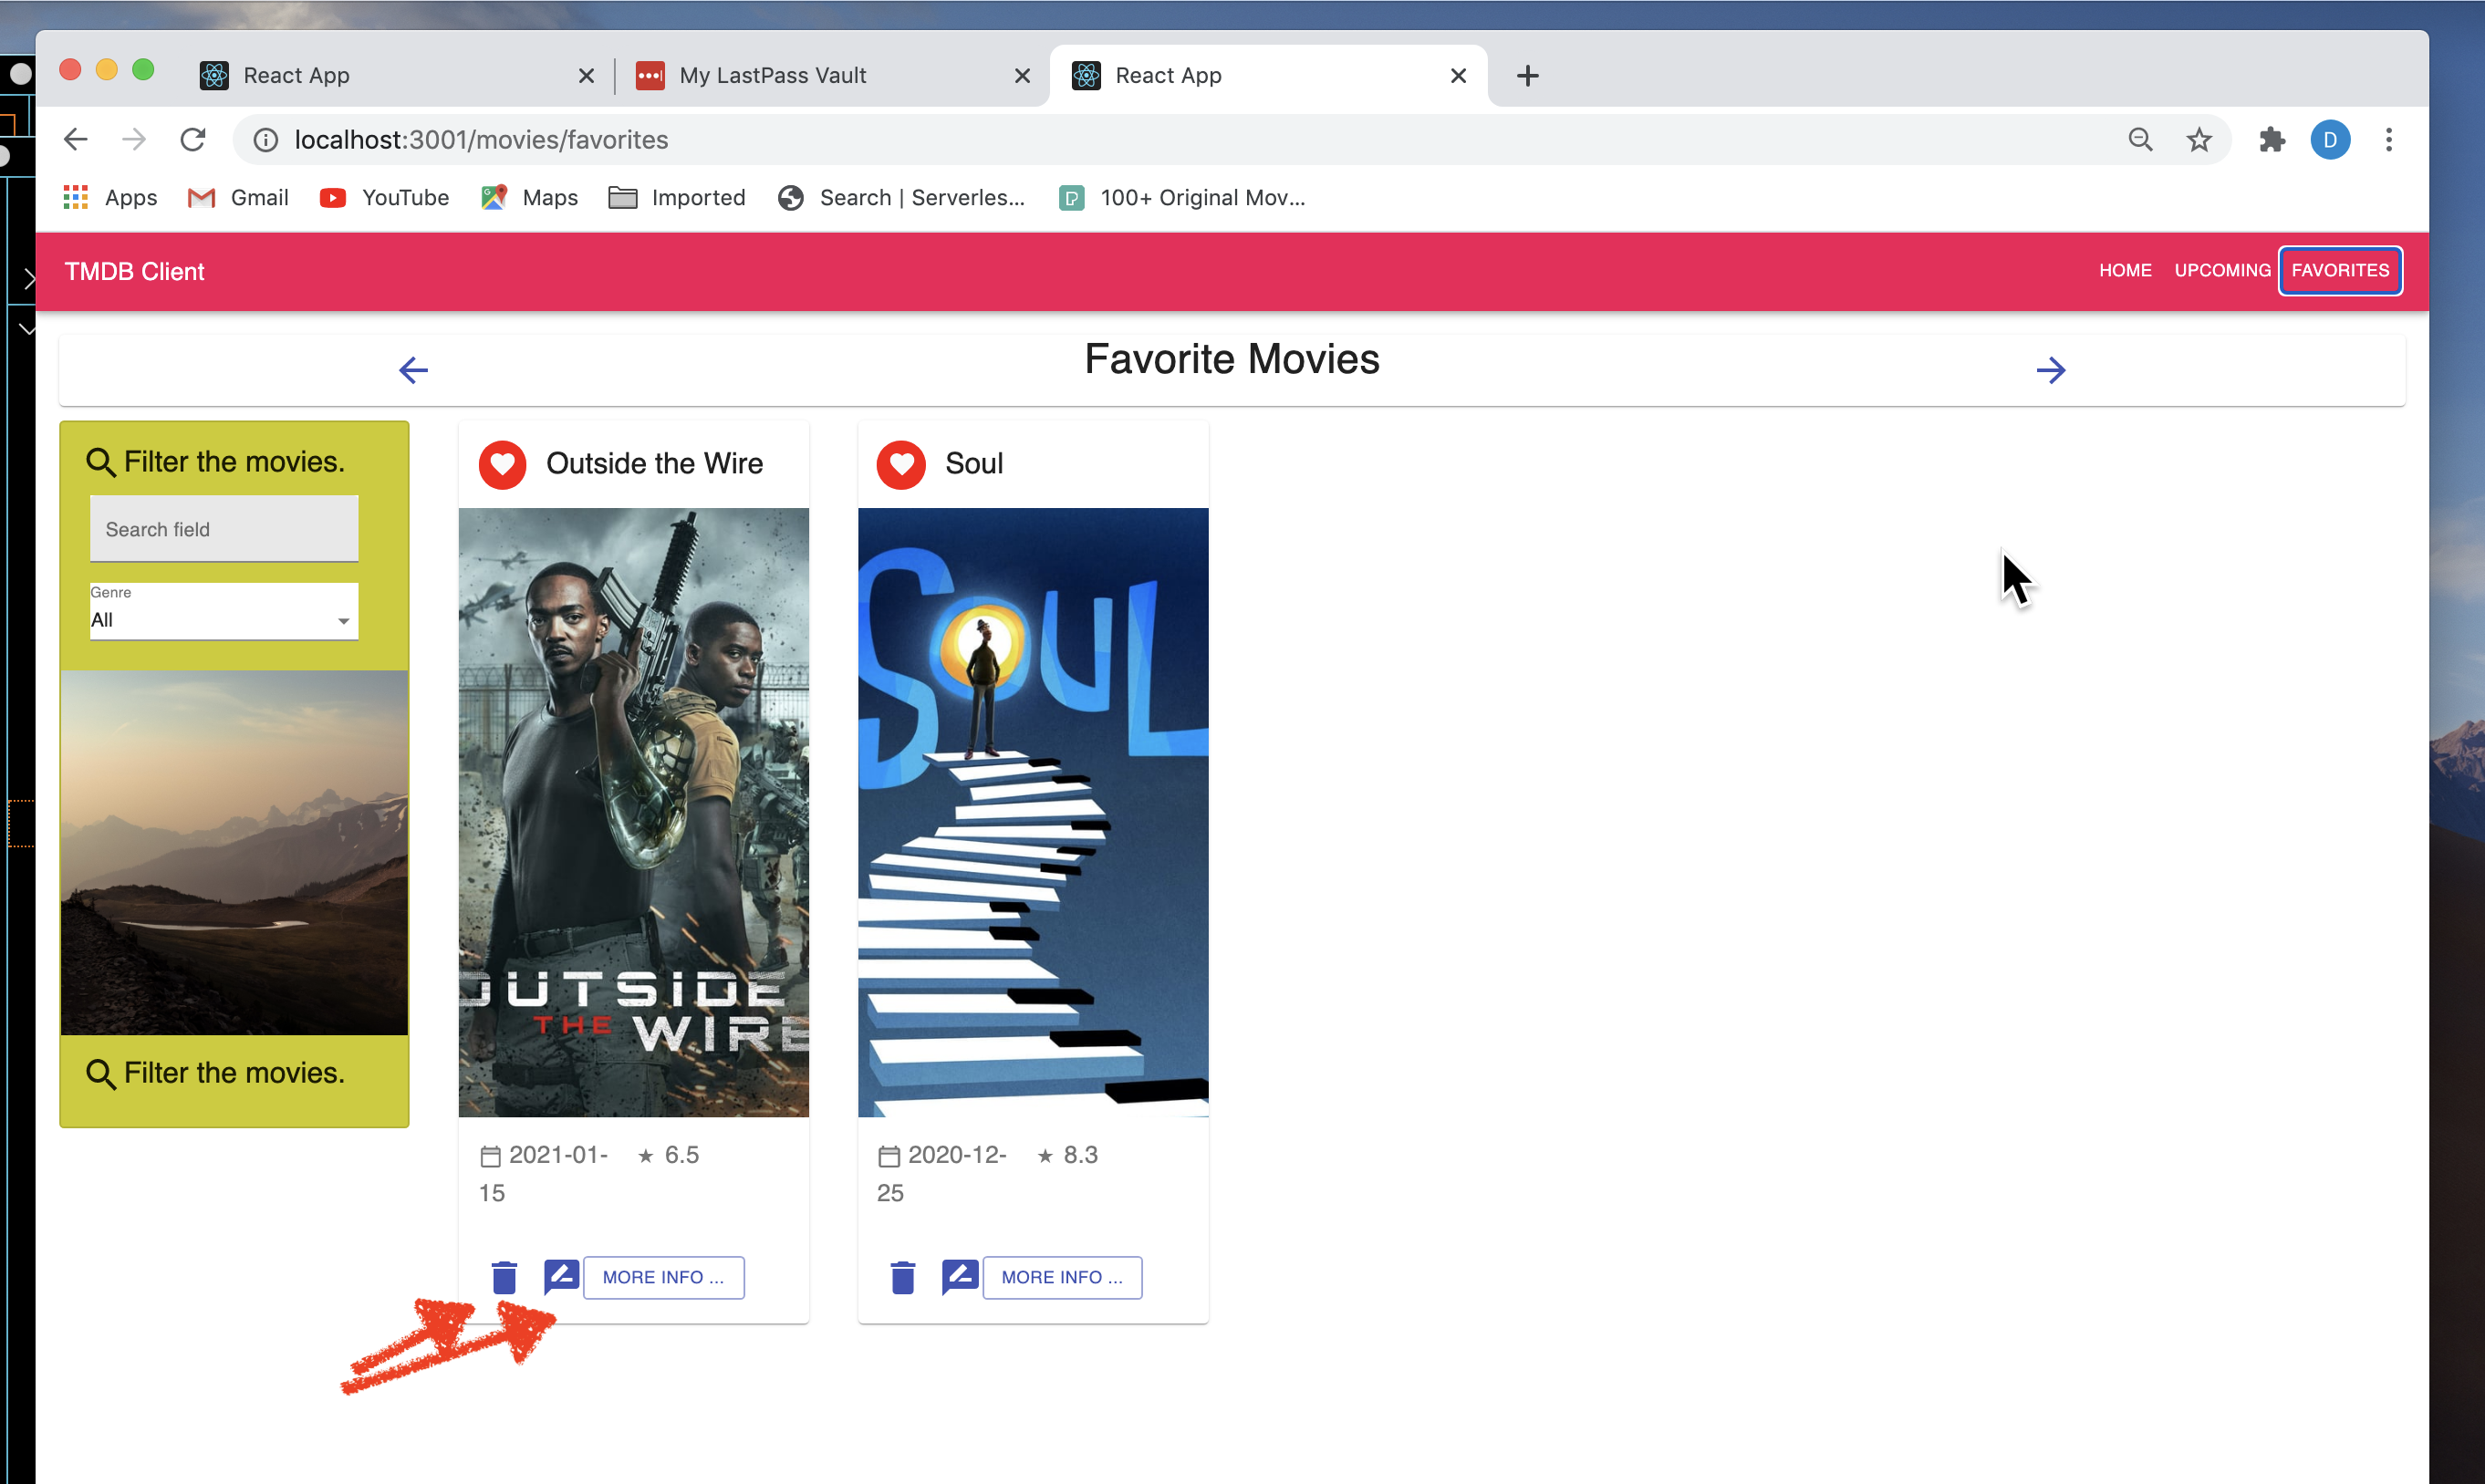 React App
My LastPass Vault
React App
localhost:3001/movies/favorites
D
Apps
Gmail
YouTube
Maps
Imported
Search | Serverles...
100+ Original Mov...
TMDB Client
HOME
UPCOMING
FAVORITES
Favorite Movies
Filter the movies.
Search field
Genre
All
Filter the movies.
Outside the Wire
OUTSIDE
THE WIRE
2021-01-
15
6.5
MORE INFO ...
Soul
SOUL
2020-12-
25
8.3
MORE INFO ...